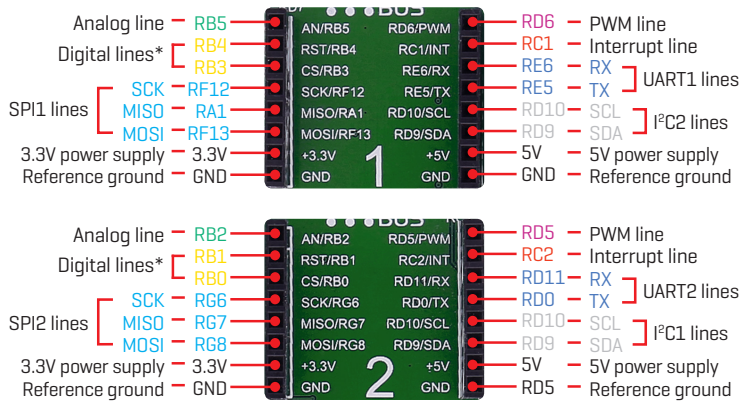 Analog line RB5 AN/RB5 RD6/PWM RD6 PWM line
Digital lines* RB4 RST/RB4 RC1/INT RC1 Interrupt line
RB3 CS/RB3 RE6/RX RE6 RX UART1 lines
SPI1 lines SCK RF12 SCK/RF12 RE5/TX RE5 TX
MISO RA1 MISO/RA1 RD10/SCL RD10 SCL I²C2 lines
MOSI RF13 MOSI/RF13 RD9/SDA RD9 SDA
3.3V power supply 3.3V +3.3V +5V 5V 5V power supply
Reference ground GND GND 1 GND GND Reference ground
Analog line RB2 AN/RB2 RD5/PWM RD5 PWM line
Digital lines* RB1 RST/RB1 RC2/INT RC2 Interrupt line
RB0 CS/RB0 RD11/RX RD11 RX UART2 lines
SPI2 lines SCK RG6 SCK/RG6 RD0/TX RD0 TX
MISO RG7 MISO/RG7 RD10/SCL RD10 SCL I²C1 lines
MOSI RG8 MOSI/RG8 RD9/SDA RD9 SDA
3.3V power supply 3.3V +3.3V +5V 5V 5V power supply
Reference ground GND GND 2 GND RD5 Reference ground